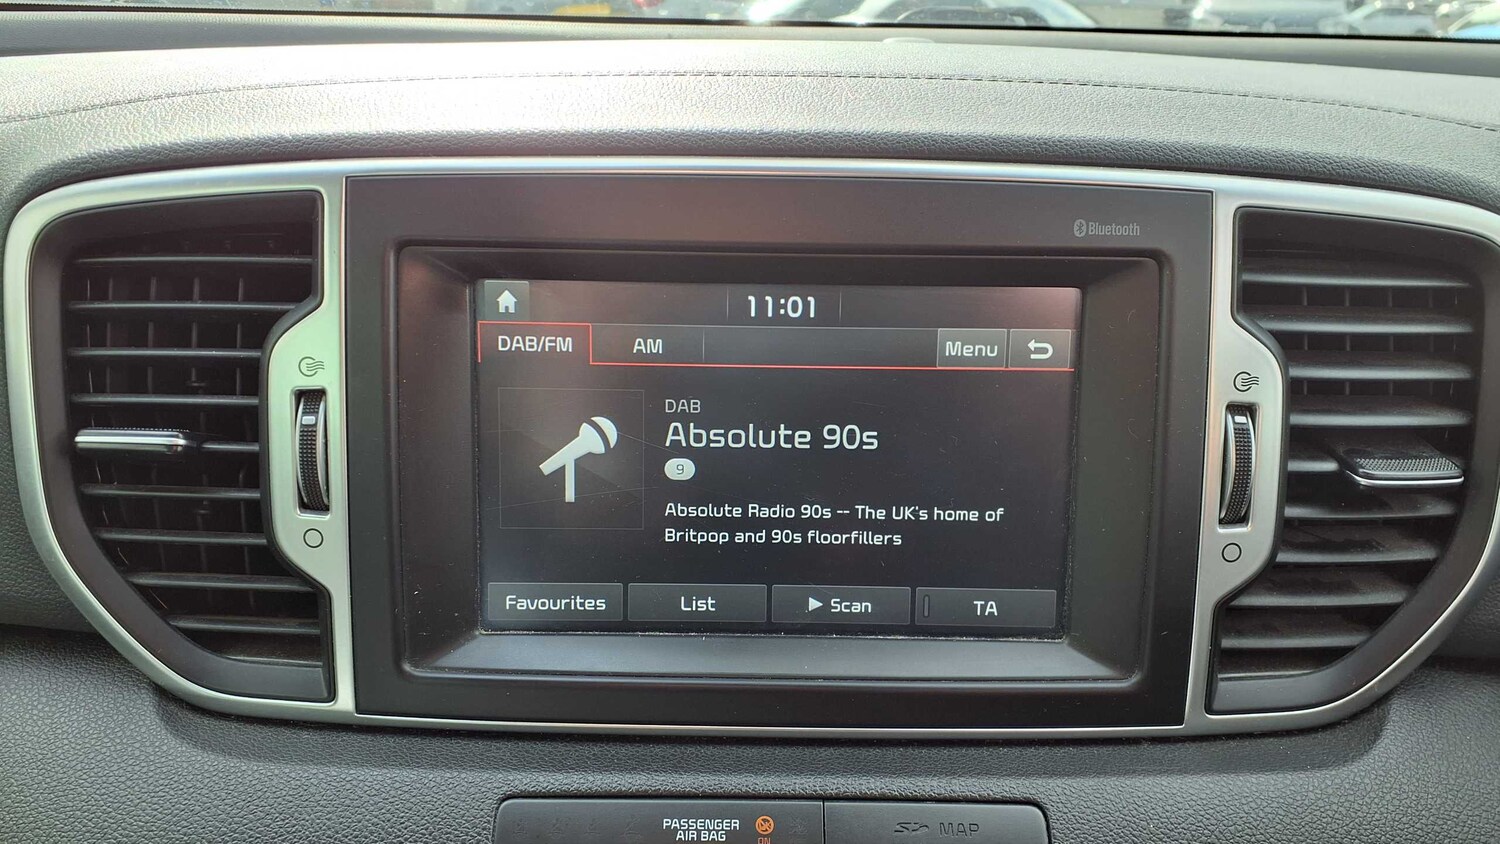 Bluetooth
11:01
DAB/FM AM Menu
DAB
Absolute 90s
9
Absolute Radio 90s -- The UK's home of
Britpop and 90s floorfillers
Favourites List Scan TA
PASSENGER
AIR BAG
ON
MAP